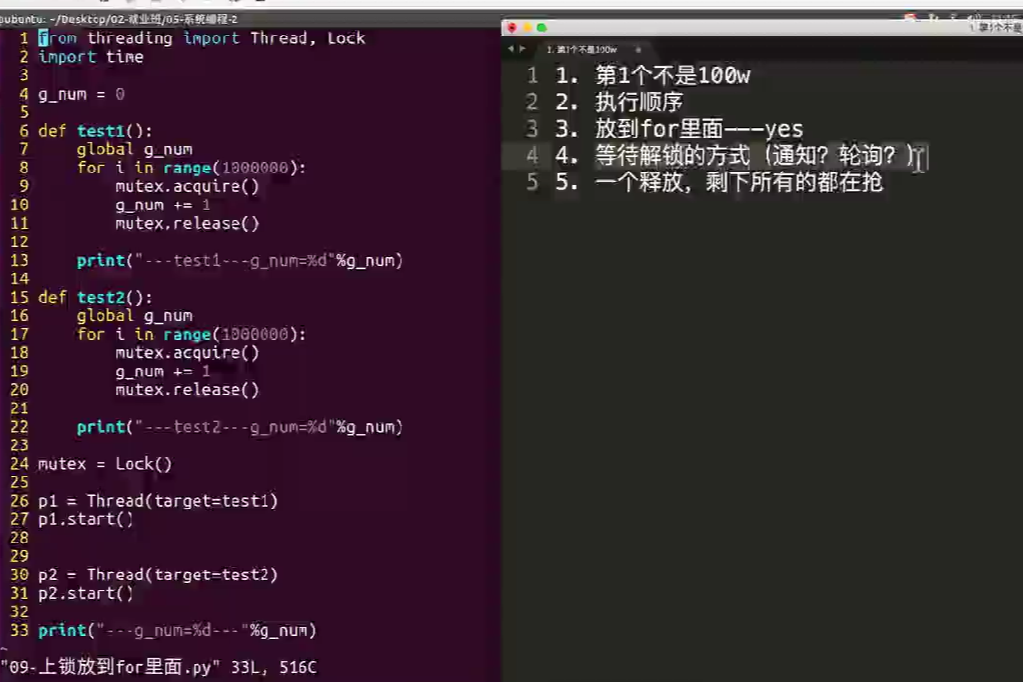 ubuntu: ~/Desktop/02-就业班/05-系统编程-2
1 from threading import Thread, Lock
2 import time
3
4 g_num = 0
5
6 def test1():
7     global g_num
8     for i in range(1000000):
9         mutex.acquire()
10         g_num += 1
11         mutex.release()
12
13     print("---test1---g_num=%d"%g_num)
14
15 def test2():
16     global g_num
17     for i in range(1000000):
18         mutex.acquire()
19         g_num += 1
20         mutex.release()
21
22     print("---test2---g_num=%d"%g_num)
23
24 mutex = Lock()
25
26 p1 = Thread(target=test1)
27 p1.start()
28
29
30 p2 = Thread(target=test2)
31 p2.start()
32
33 print("---g_num=%d---"%g_num)
~
"09-上锁放到for里面.py" 33L, 516C
1. 第1个不是
1. 第1个不是100w
1 1. 第1个不是100w
2 2. 执行顺序
3 3. 放到for里面---yes
4 4. 等待解锁的方式（通知？轮询？）
5 5. 一个释放，剩下所有的都在抢